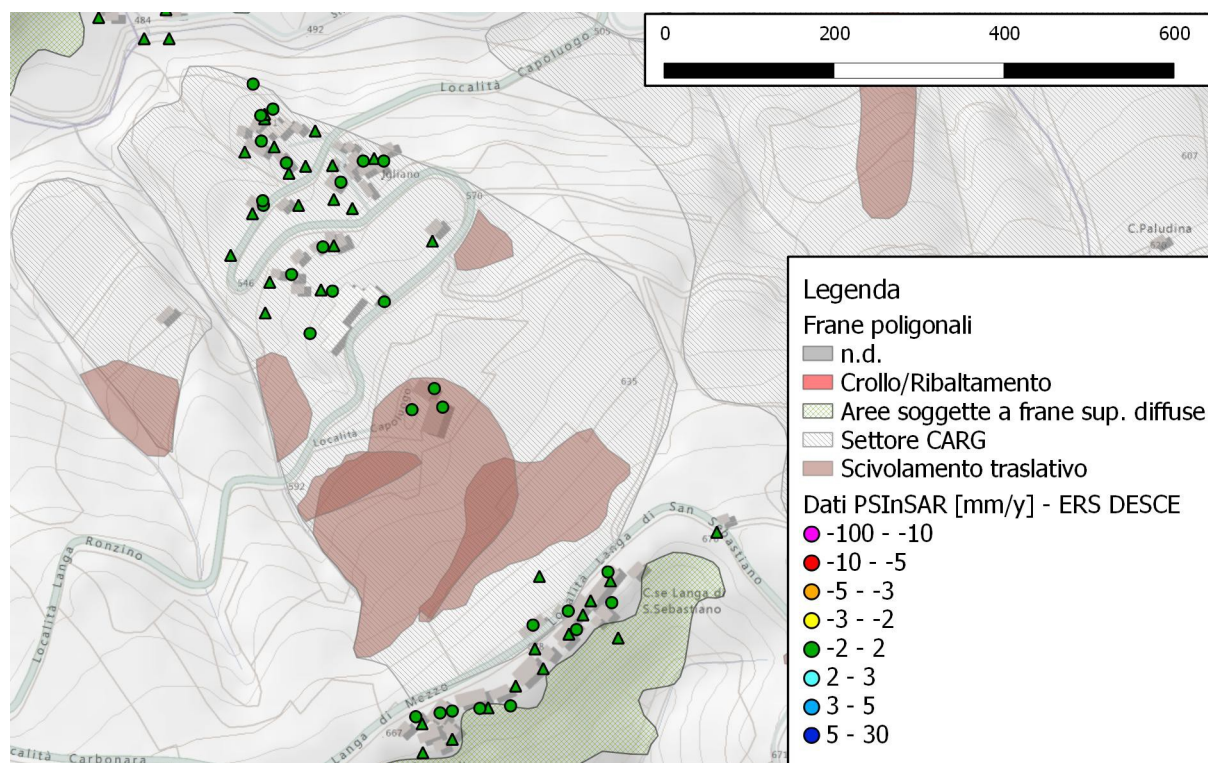 484
492
505
0 200 400 600
Località Capoluogo
607
Igliano
570
C.Paludina
620
546
Legenda
Frane poligonali
n.d.
Crollo/Ribaltamento
Aree soggette a frane sup. diffuse
Settore CARG
Scivolamento traslativo
Dati PSInSAR [mm/y] - ERS DESCE
-100 - -10
-10 - -5
-5 - -3
-3 - -2
-2 - 2
2 - 3
3 - 5
5 - 30
635
Località Capoluogo
592
Località Langa Ronzino
Località Langa di San Sebastiano
C.se Langa di
S.Sebastiano
Langa di Mezzo
667
671
ocalità Carbonara